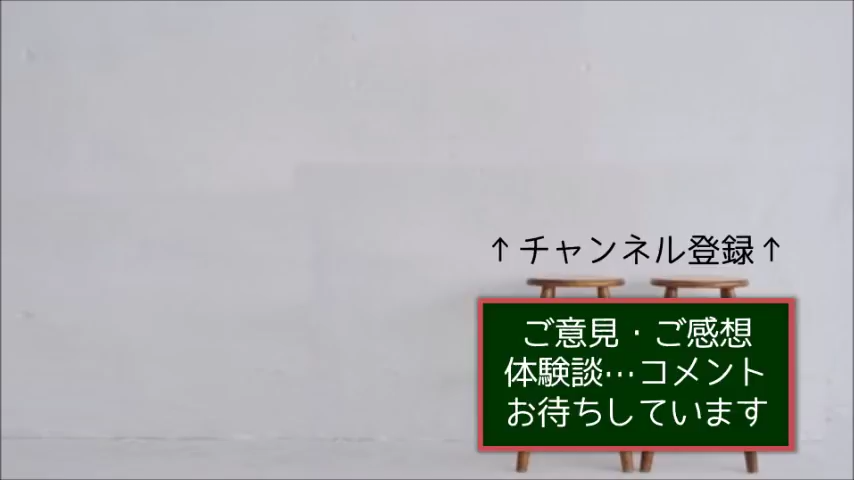 ↑チャンネル登録↑
ご意見・ご感想
体験談…コメント
お待ちしています